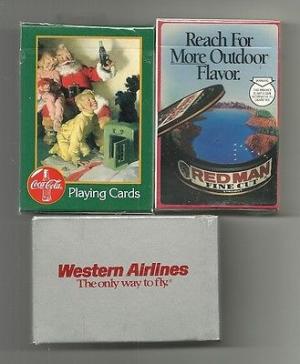 Coca-Cola
Playing Cards
Reach For
More Outdoor
Flavor.
RED MAN
FINE CUT
Western Airlines
The only way to fly.®